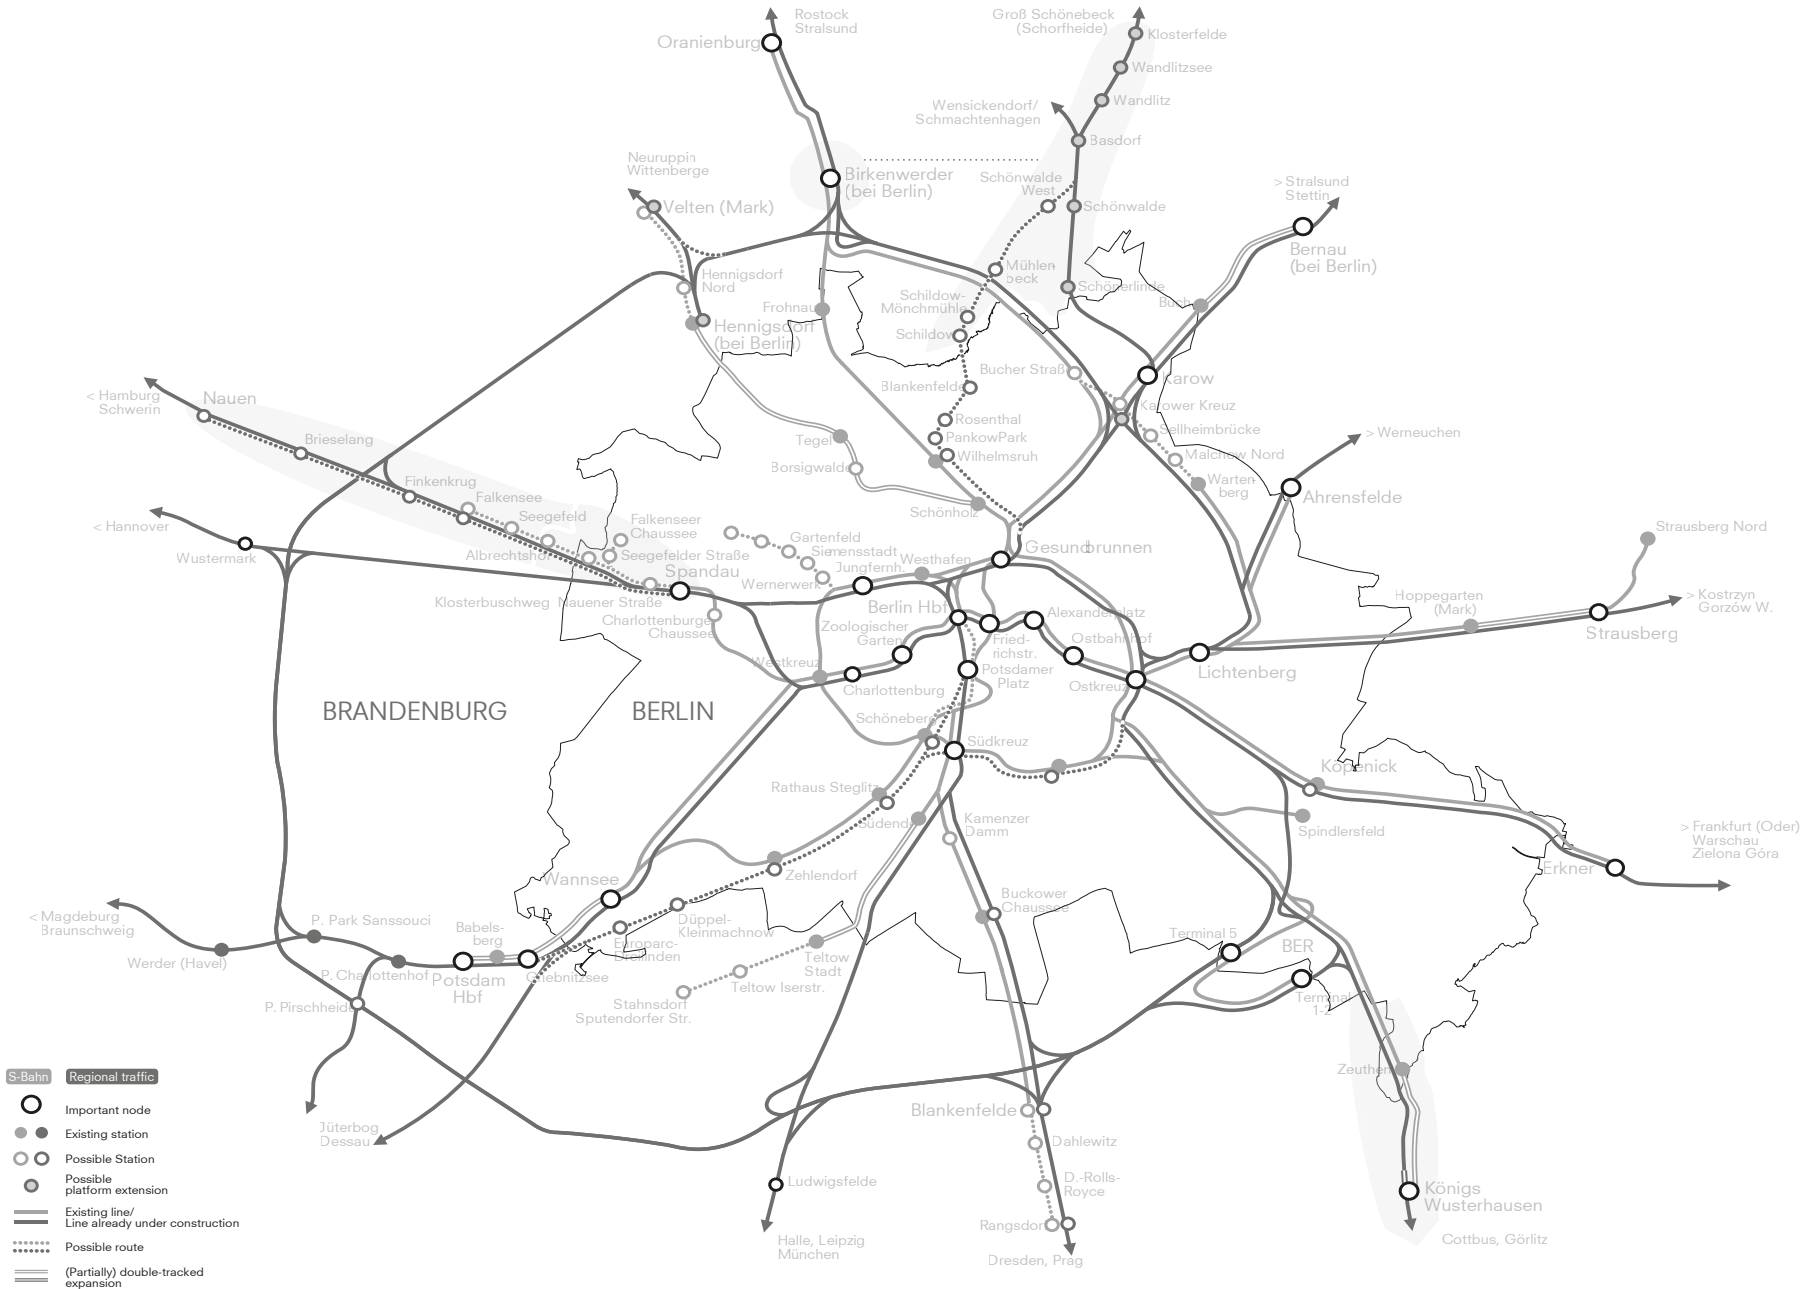 Rostock
Stralsund
Oranienburg
Groß Schönebeck
(Schorfheide)
Klosterfelde
Wandlitzsee
Wandlitz
Wensickendorf/
Schmachtenhagen
Basdorf
Neuruppin
Wittenberge
Velten (Mark)
Birkenwerder
(bei Berlin)
Schönwalde
West
Schönwalde
> Stralsund
Stettin
Bernau
(bei Berlin)
Hennigsdorf
Nord
Mühlen-
beck
Schönerlinde
Buch
Frohnau
Schildow-
Mönchmühle
Schildow
Hennigsdorf
(bei Berlin)
Bucher Straße
Karow
Blankenfelde
< Hamburg
Schwerin
Nauen
Karower Kreuz
Rosenthal
Sellheimbrücke
PankowPark
Wilhelmsruh
Malchow Nord
> Werneuchen
Brieselang
Tegel
Borsigwalde
Warten-
berg
Finkenkrug
Falkensee
Seegefeld
Ahrensfelde
Schönholz
< Hannover
Falkenseer
Chaussee
Strausberg Nord
Wustermark
Albrechtshof
Seegefelder Straße
Spandau
Gartenfeld
Siemensstadt
Jungfernh.
Wernerwerk
Westhafen
Gesundbrunnen
Klosterbuschweg
Nauener Straße
Charlottenburger
Chaussee
Berlin Hbf
Zoologischer
Garten
Alexanderplatz
Fried-
richstr.
Ostbahnhof
Hoppegarten
(Mark)
> Kostrzyn
Gorzów W.
Strausberg
Westkreuz
Charlottenburg
Potsdamer
Platz
Ostkreuz
Lichtenberg
BRANDENBURG
BERLIN
Schöneberg
Südkreuz
Köpenick
Rathaus Steglitz
Südende
Kamenzer
Damm
Spindlersfeld
> Frankfurt (Oder)
Warschau
Zielona Góra
Erkner
Wannsee
Zehlendorf
Buckower
Chaussee
< Magdeburg
Braunschweig
P. Park Sanssouci
Babels-
berg
Düppel-
Kleinmachnow
Europarc-
Dreilinden
Terminal 5
BER
Werder (Havel)
P. Charlottenhof
Potsdam
Hbf
Griebnitzsee
Teltow
Stadt
Teltow Iserstr.
Terminal
1-2
P. Pirschheide
Stahnsdorf
Sputendorfer Str.
Zeuthen
S-Bahn
Regional traffic
Important node
Existing station
Possible Station
Possible
platform extension
Existing line/
Line already under construction
Possible route
(Partially) double-tracked
expansion
Jüterbog
Dessau
Blankenfelde
Dahlewitz
Ludwigsfelde
D.-Rolls-
Royce
Rangsdorf
Königs
Wusterhausen
Halle, Leipzig
München
Dresden, Prag
Cottbus, Görlitz